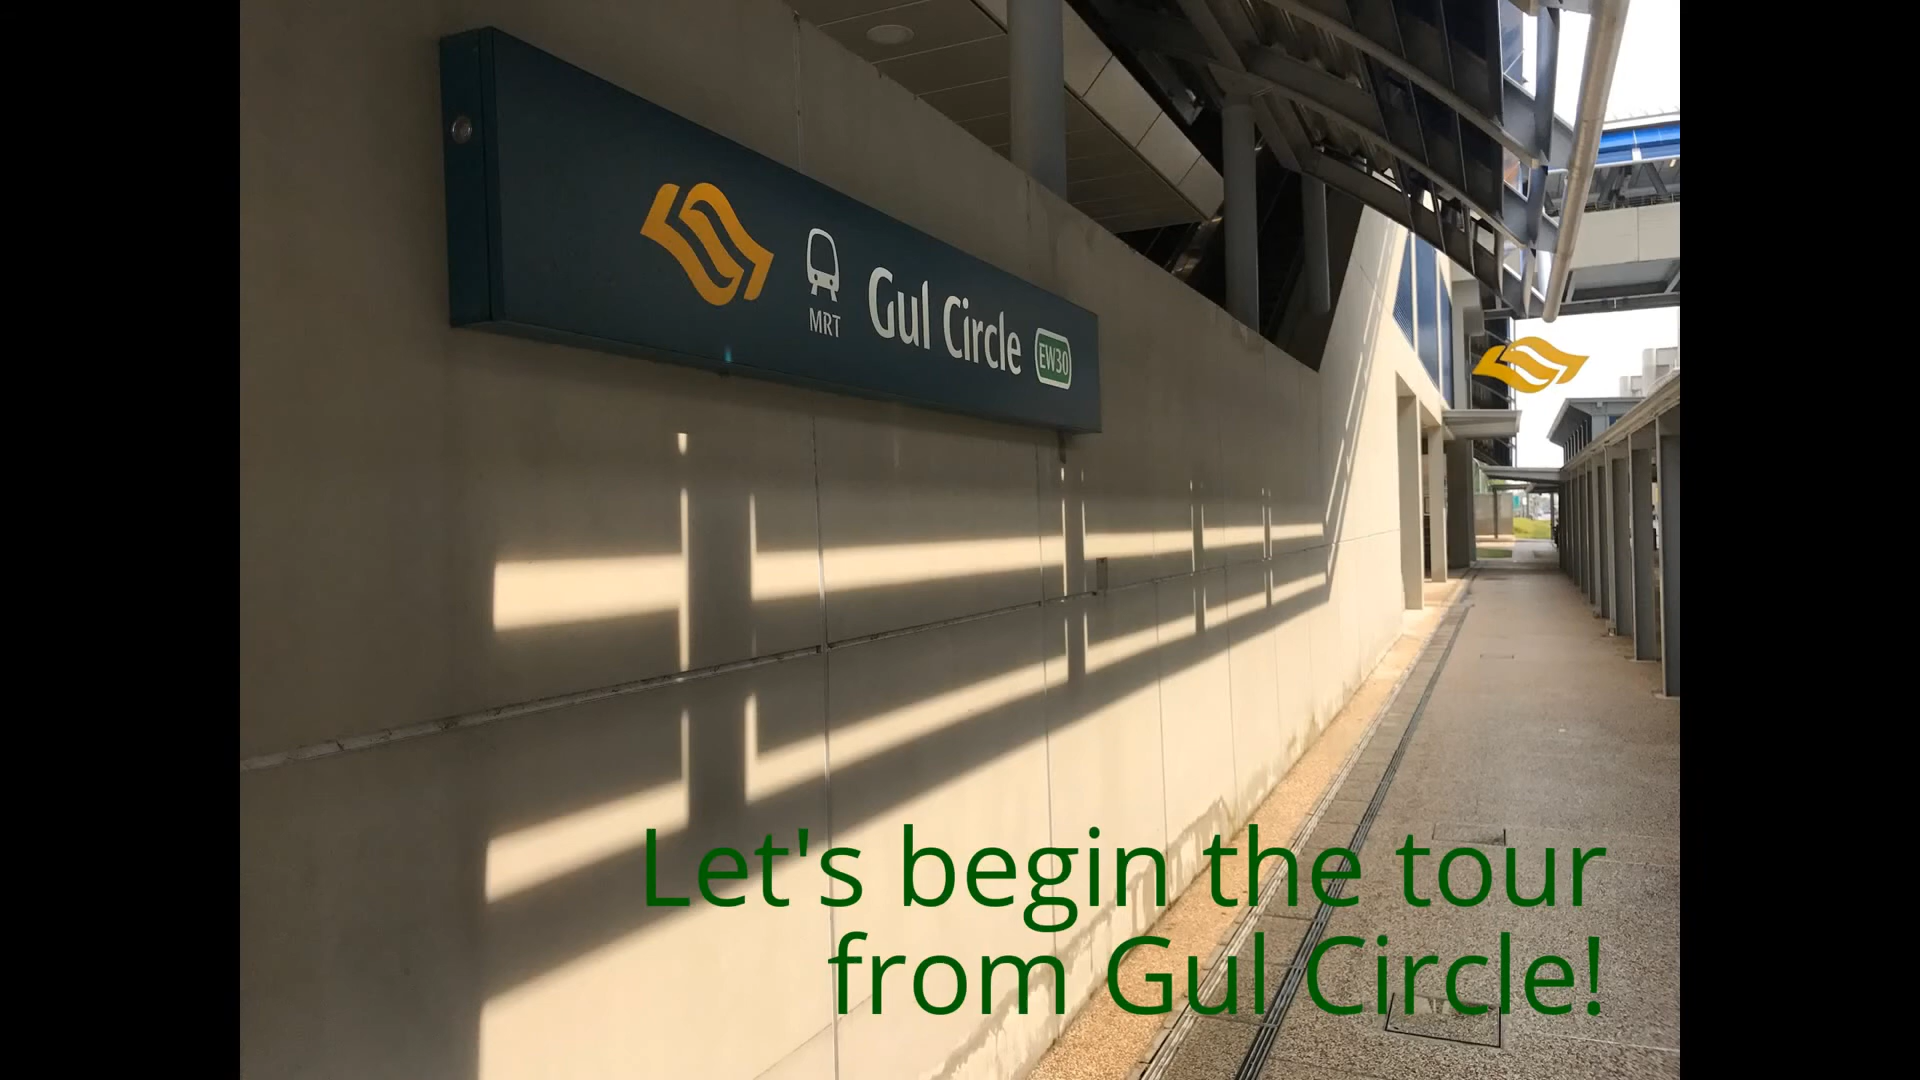 MRT
Gul Circle
EW30
Let's begin the tour
from Gul Circle!